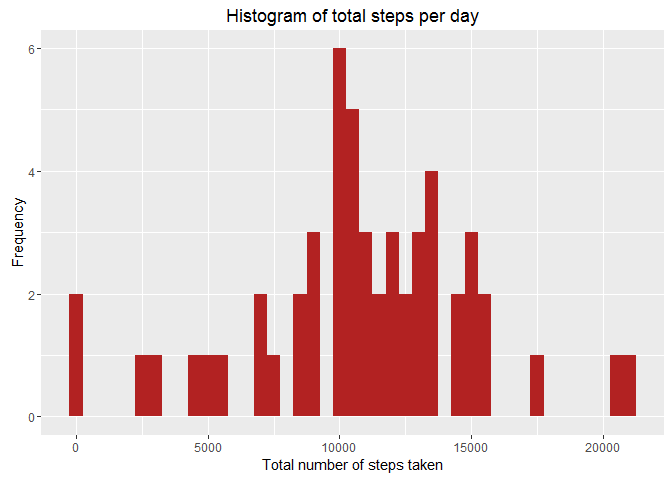 Histogram of total steps per day
Frequency
6
4
2
0
0 5000 10000 15000 20000
Total number of steps taken